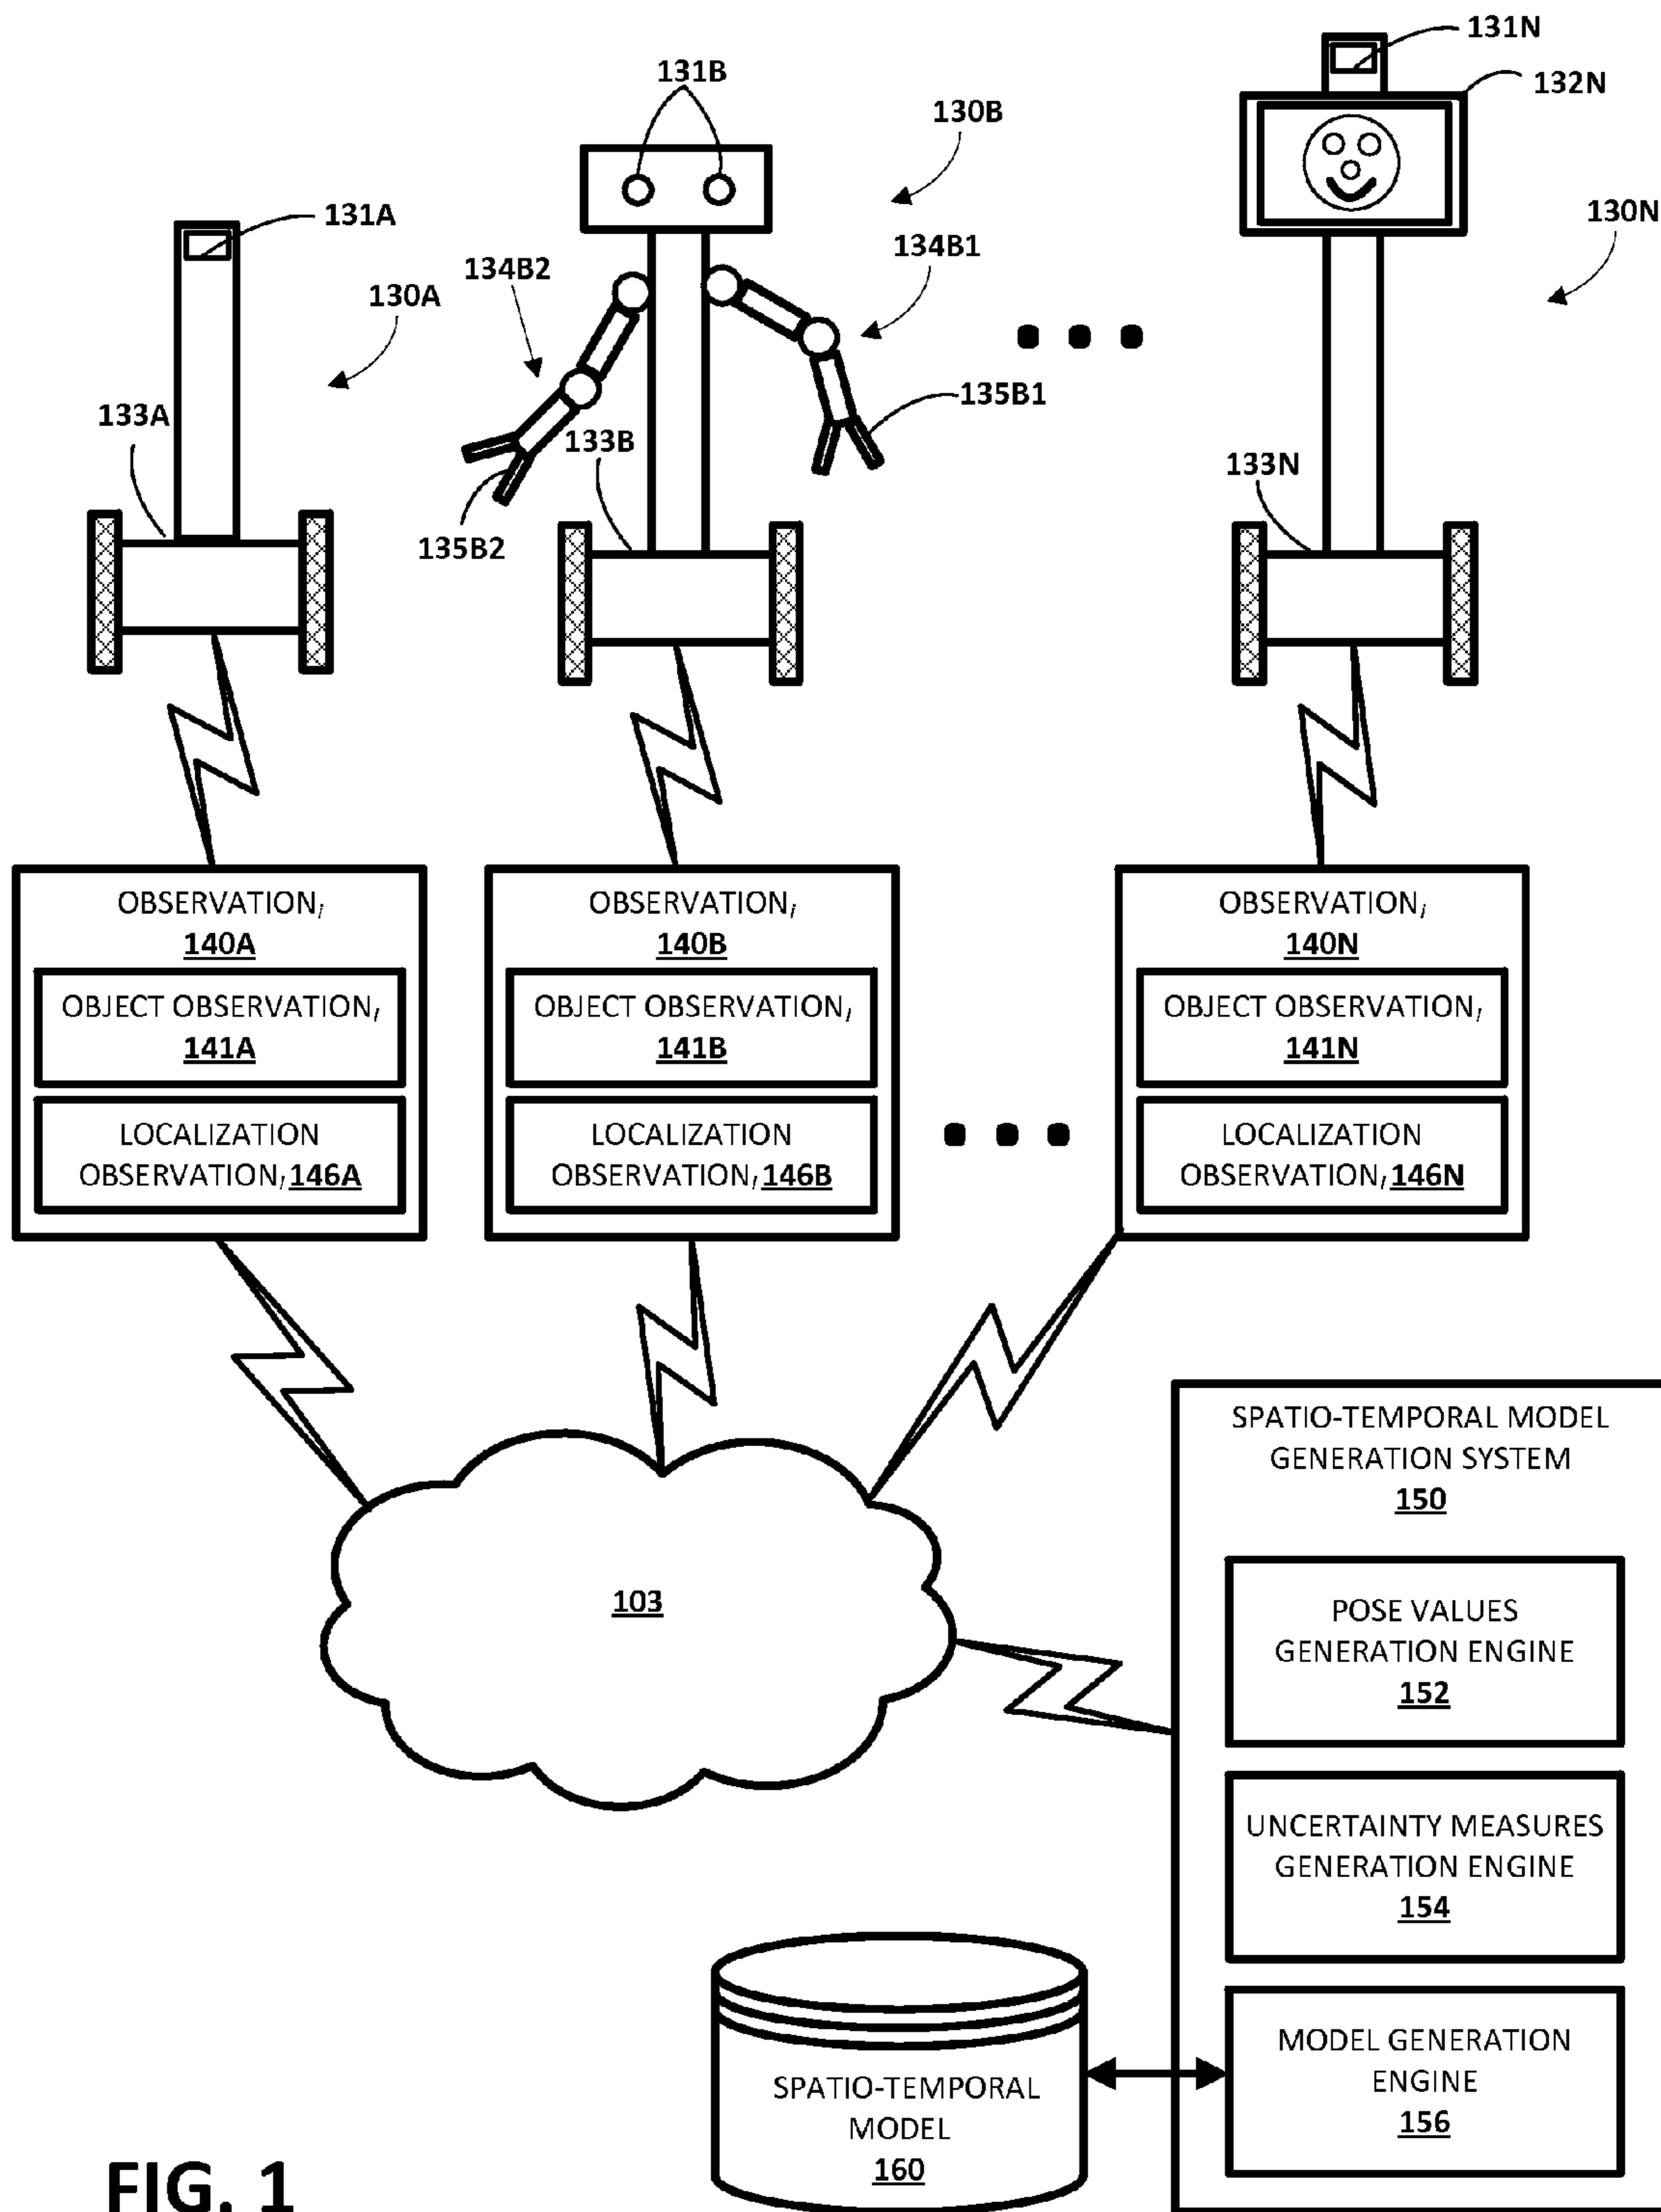 131N
132N
131B
130B
130N
131A
134B2
134B1
130A
135B1
133A
133B
133N
135B2
OBSERVATIONi
140A
OBJECT OBSERVATIONi
141A
LOCALIZATION
OBSERVATIONi 146A
OBSERVATIONi
140B
OBJECT OBSERVATIONi
141B
LOCALIZATION
OBSERVATIONi 146B
OBSERVATIONi
140N
OBJECT OBSERVATIONi
141N
LOCALIZATION
OBSERVATIONi 146N
103
SPATIO-TEMPORAL MODEL
GENERATION SYSTEM
150
POSE VALUES
GENERATION ENGINE
152
UNCERTAINTY MEASURES
GENERATION ENGINE
154
MODEL GENERATION
ENGINE
156
SPATIO-TEMPORAL
MODEL
160
FIG. 1